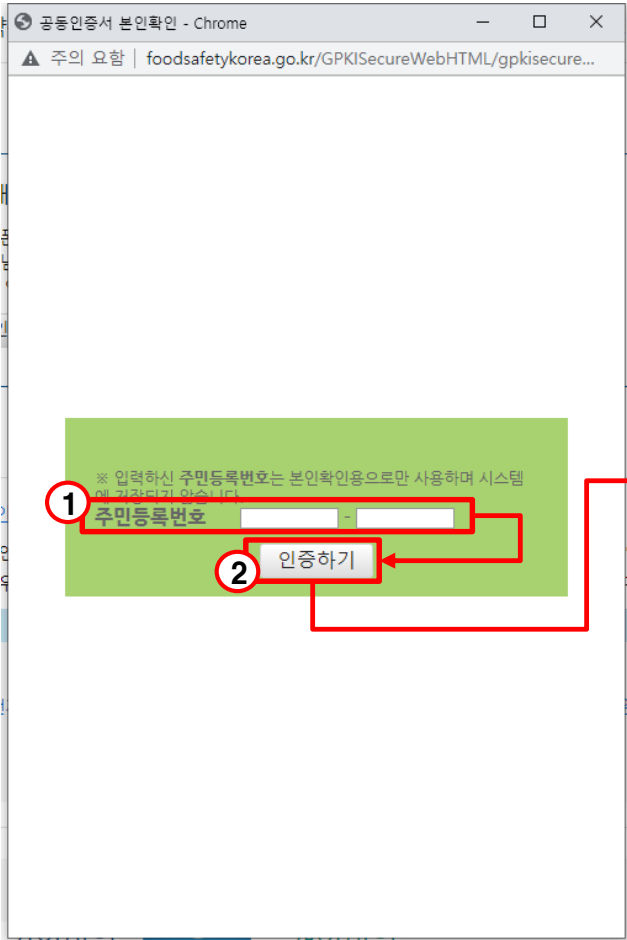 공동인증서 본인확인 - Chrome
주의 요함 | foodsafetykorea.go.kr/GPKISecureWebHTML/gpkisecure...
※ 입력하신 주민등록번호는 본인확인용으로만 사용하며 시스템
에 저장되지 않습니다.
1
주민등록번호 -
2
인증하기